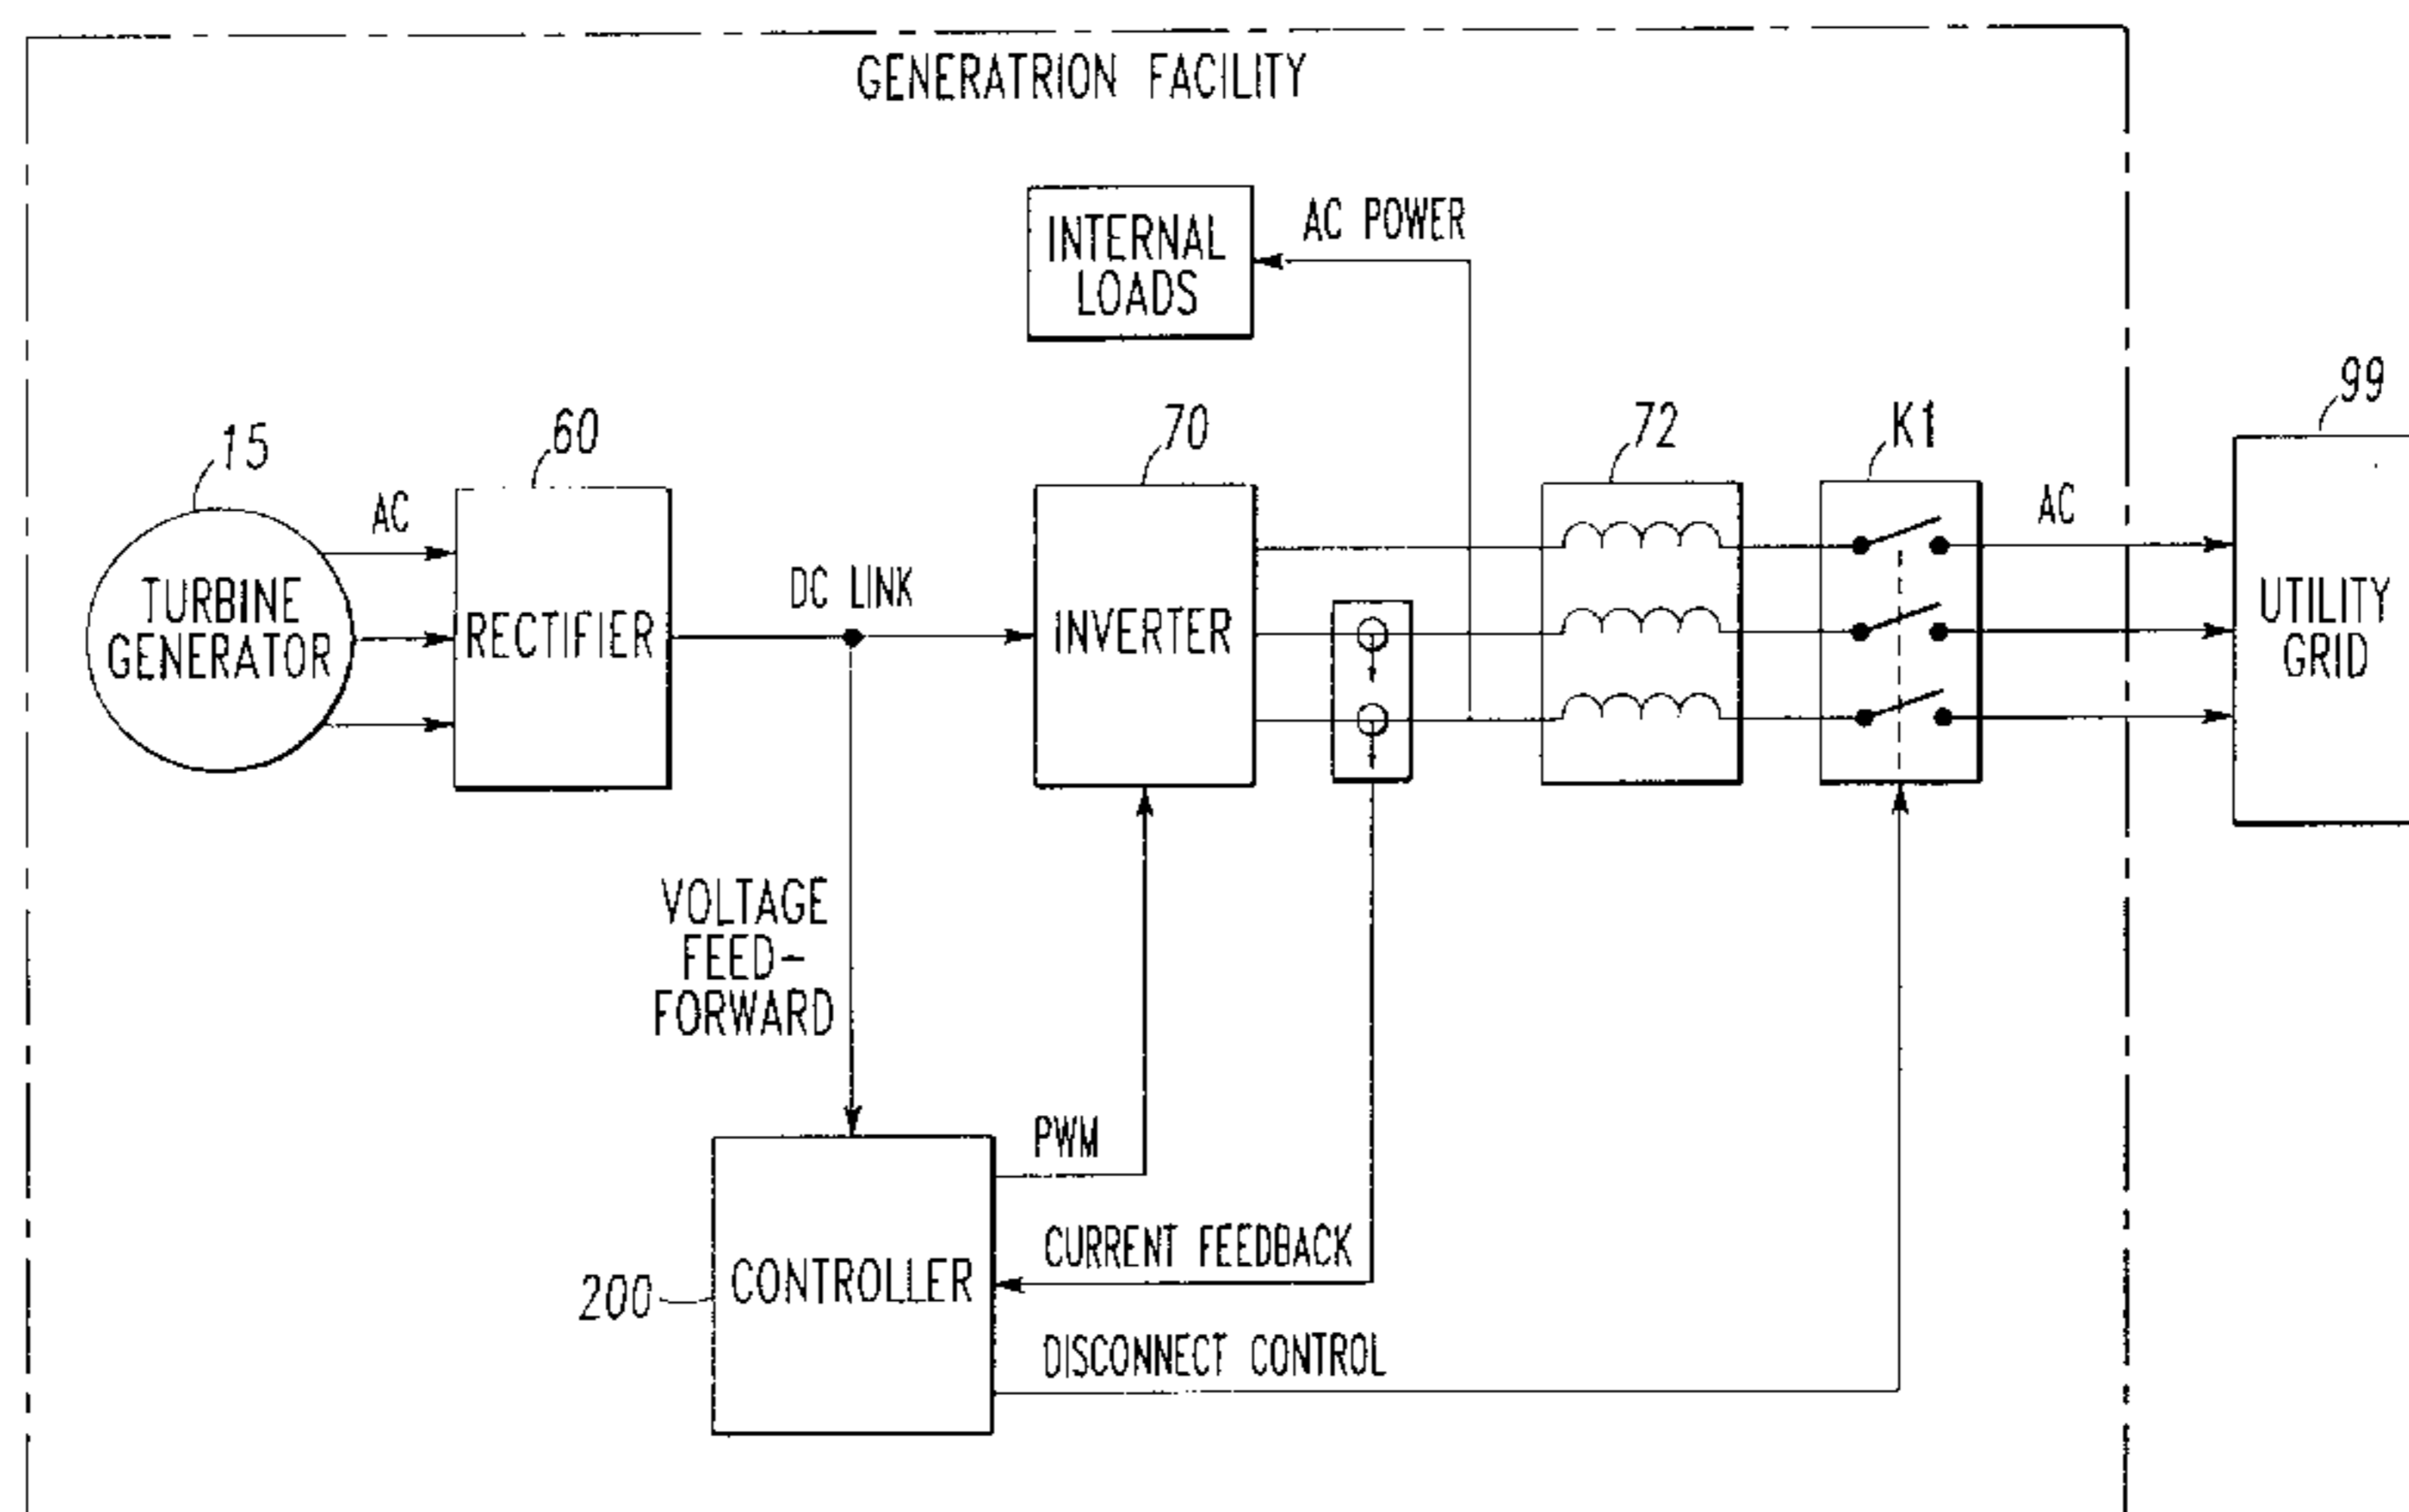 GENERATRION FACILITY
INTERNAL
LOADS
AC POWER
15
60
70
72
K1
99
AC
AC
TURBINE
GENERATOR
RECTIFIER
DC LINK
INVERTER
UTILITY
GRID
VOLTAGE
FEED-
FORWARD
PWM
CURRENT FEEDBACK
200
CONTROLLER
DISCONNECT CONTROL